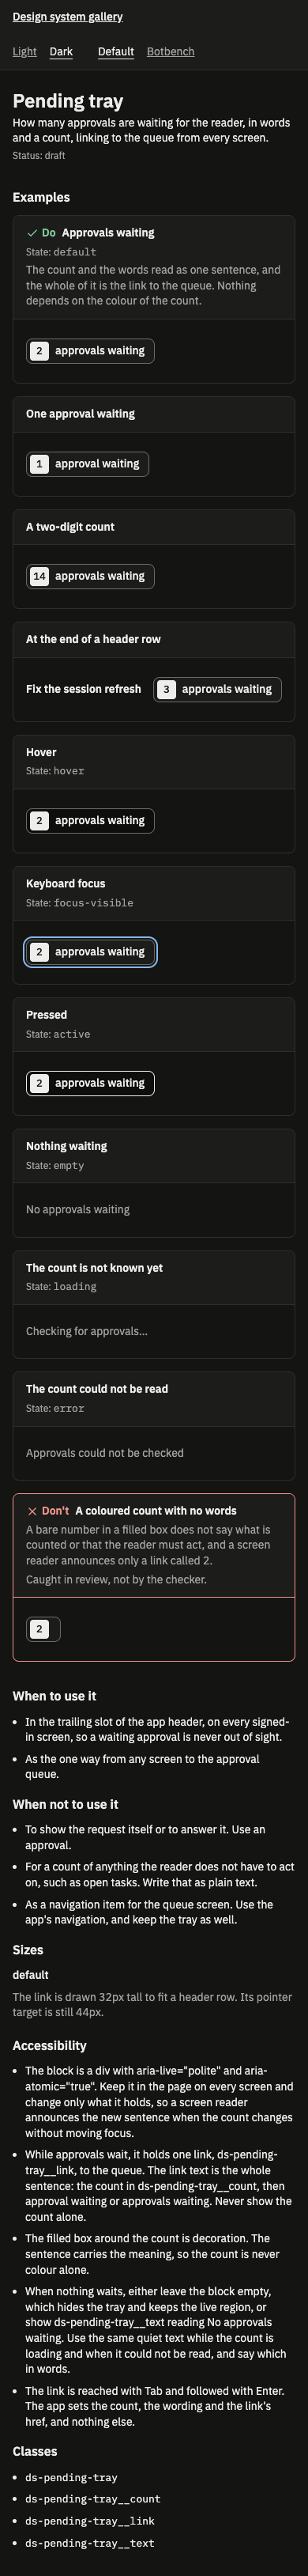 Design system gallery
Light Dark Default Botbench
Pending tray
How many approvals are waiting for the reader, in words
and a count, linking to the queue from every screen.
Status: draft
Examples
Do Approvals waiting
State: default
The count and the words read as one sentence, and
the whole of it is the link to the queue. Nothing
depends on the colour of the count.
2 approvals waiting
One approval waiting
1 approval waiting
A two-digit count
14 approvals waiting
At the end of a header row
Fix the session refresh 3 approvals waiting
Hover
State: hover
2 approvals waiting
Keyboard focus
State: focus-visible
2 approvals waiting
Pressed
State: active
2 approvals waiting
Nothing waiting
State: empty
No approvals waiting
The count is not known yet
State: loading
Checking for approvals...
The count could not be read
State: error
Approvals could not be checked
Don't A coloured count with no words
A bare number in a filled box does not say what is
counted or that the reader must act, and a screen
reader announces only a link called 2.
Caught in review, not by the checker.
2
When to use it
• In the trailing slot of the app header, on every signed-
in screen, so a waiting approval is never out of sight.
• As the one way from any screen to the approval
queue.
When not to use it
• To show the request itself or to answer it. Use an
approval.
• For a count of anything the reader does not have to act
on, such as open tasks. Write that as plain text.
• As a navigation item for the queue screen. Use the
app's navigation, and keep the tray as well.
Sizes
default
The link is drawn 32px tall to fit a header row. Its pointer
target is still 44px.
Accessibility
• The block is a div with aria-live="polite" and aria-
atomic="true". Keep it in the page on every screen and
change only what it holds, so a screen reader
announces the new sentence when the count changes
without moving focus.
• While approvals wait, it holds one link, ds-pending-
tray__link, to the queue. The link text is the whole
sentence: the count in ds-pending-tray__count, then
approval waiting or approvals waiting. Never show the
count alone.
• The filled box around the count is decoration. The
sentence carries the meaning, so the count is never
colour alone.
• When nothing waits, either leave the block empty,
which hides the tray and keeps the live region, or
show ds-pending-tray__text reading No approvals
waiting. Use the same quiet text while the count is
loading and when it could not be read, and say which
in words.
• The link is reached with Tab and followed with Enter.
The app sets the count, the wording and the link's
href, and nothing else.
Classes
• ds-pending-tray
• ds-pending-tray__count
• ds-pending-tray__link
• ds-pending-tray__text